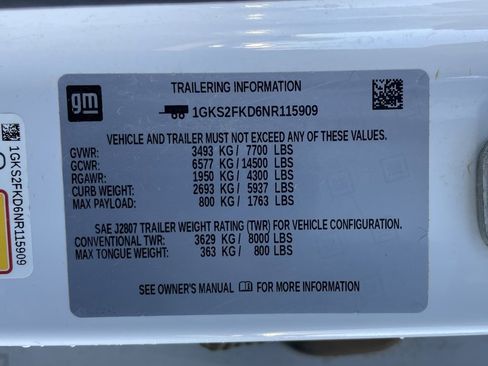 gm
TRAILERING INFORMATION
1GKS2FKD6NR115909
VEHICLE AND TRAILER MUST NOT EXCEED ANY OF THESE VALUES.
GVWR: 3493 KG / 7700 LBS
GCWR: 6577 KG / 14500 LBS
RGAWR: 1950 KG / 4300 LBS
CURB WEIGHT: 2693 KG / 5937 LBS
MAX PAYLOAD: 800 KG / 1763 LBS
SAE J2807 TRAILER WEIGHT RATING (TWR) FOR VEHICLE CONFIGURATION.
CONVENTIONAL TWR: 3629 KG / 8000 LBS
MAX TONGUE WEIGHT: 363 KG / 800 LBS
SEE OWNER'S MANUAL FOR MORE INFORMATION
1GKS2FKD6NR115909